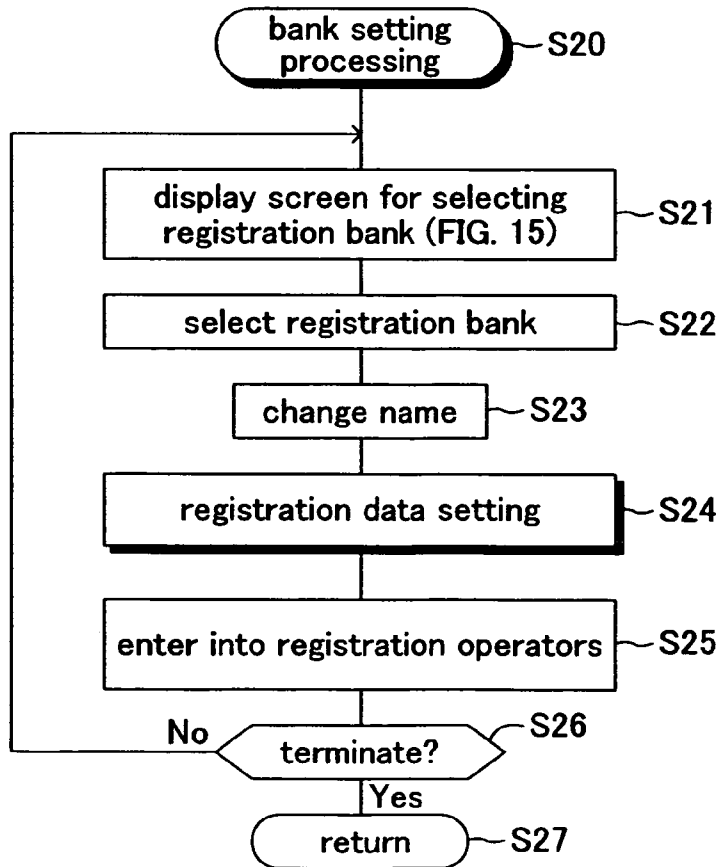 bank setting
processing
S20
display screen for selecting
registration bank (FIG. 15)
S21
select registration bank
S22
change name
S23
registration data setting
S24
enter into registration operators
S25
No
terminate?
S26
Yes
return
S27